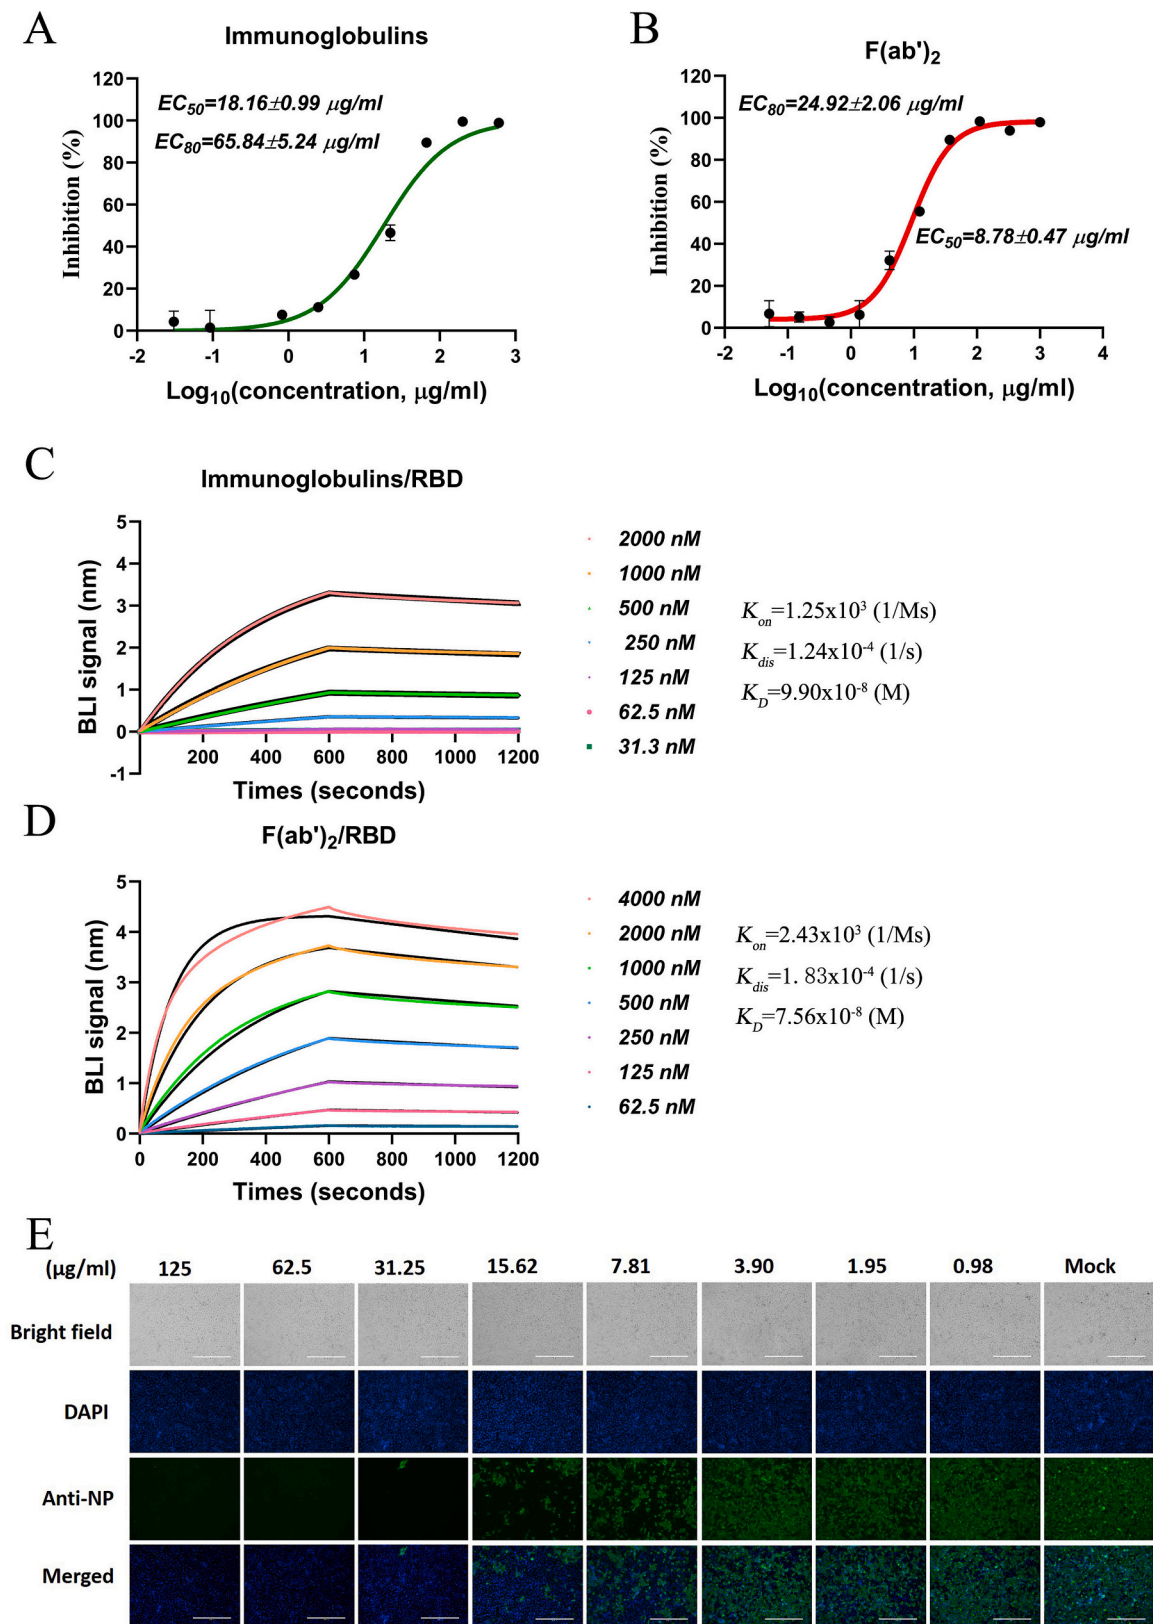 A
Immunoglobulins
EC50=18.16±0.99 μg/ml
EC80=65.84±5.24 μg/ml
Inhibition (%)
120
100
80
60
40
20
0
-2 -1 0 1 2 3
Log10(concentration, μg/ml)
B
F(ab')2
EC80=24.92±2.06 μg/ml
EC50=8.78±0.47 μg/ml
Inhibition (%)
120
100
80
60
40
20
0
-2 -1 0 1 2 3 4
Log10(concentration, μg/ml)
C
Immunoglobulins/RBD
BLI signal (nm)
5
4
3
2
1
0
-1
200 400 600 800 1000 1200
Times (seconds)
2000 nM
1000 nM
500 nM
250 nM
125 nM
62.5 nM
31.3 nM
Kon=1.25x10³ (1/Ms)
Kdis=1.24x10⁻⁴ (1/s)
KD=9.90x10⁻⁸ (M)
D
F(ab')2/RBD
BLI signal (nm)
5
4
3
2
1
0
0 200 400 600 800 1000 1200
Times (seconds)
4000 nM
2000 nM
1000 nM
500 nM
250 nM
125 nM
62.5 nM
Kon=2.43x10³ (1/Ms)
Kdis=1.83x10⁻⁴ (1/s)
KD=7.56x10⁻⁸ (M)
E
(μg/ml) 125 62.5 31.25 15.62 7.81 3.90 1.95 0.98 Mock
Bright field
DAPI
Anti-NP
Merged